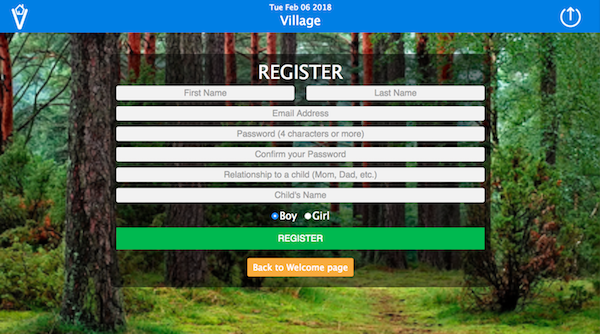 Tue Feb 06 2018
Village
REGISTER
First Name
Last Name
Email Address
Password (4 characters or more)
Confirm your Password
Relationship to a child (Mom, Dad, etc.)
Child's Name
Boy Girl
REGISTER
Back to Welcome page